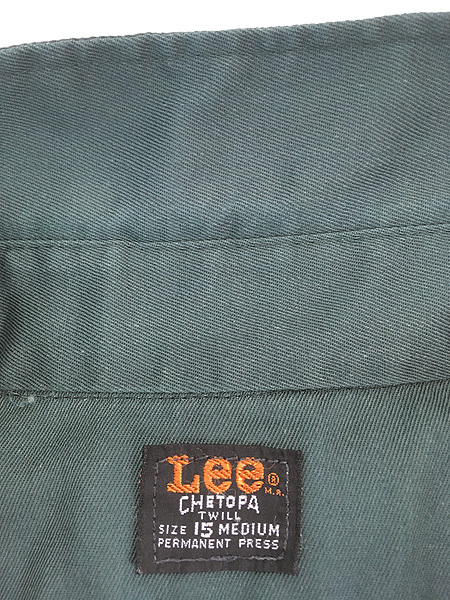 Lee®
M.R.
CHETOPA
TWILL
SIZE 15 MEDIUM
PERMANENT PRESS